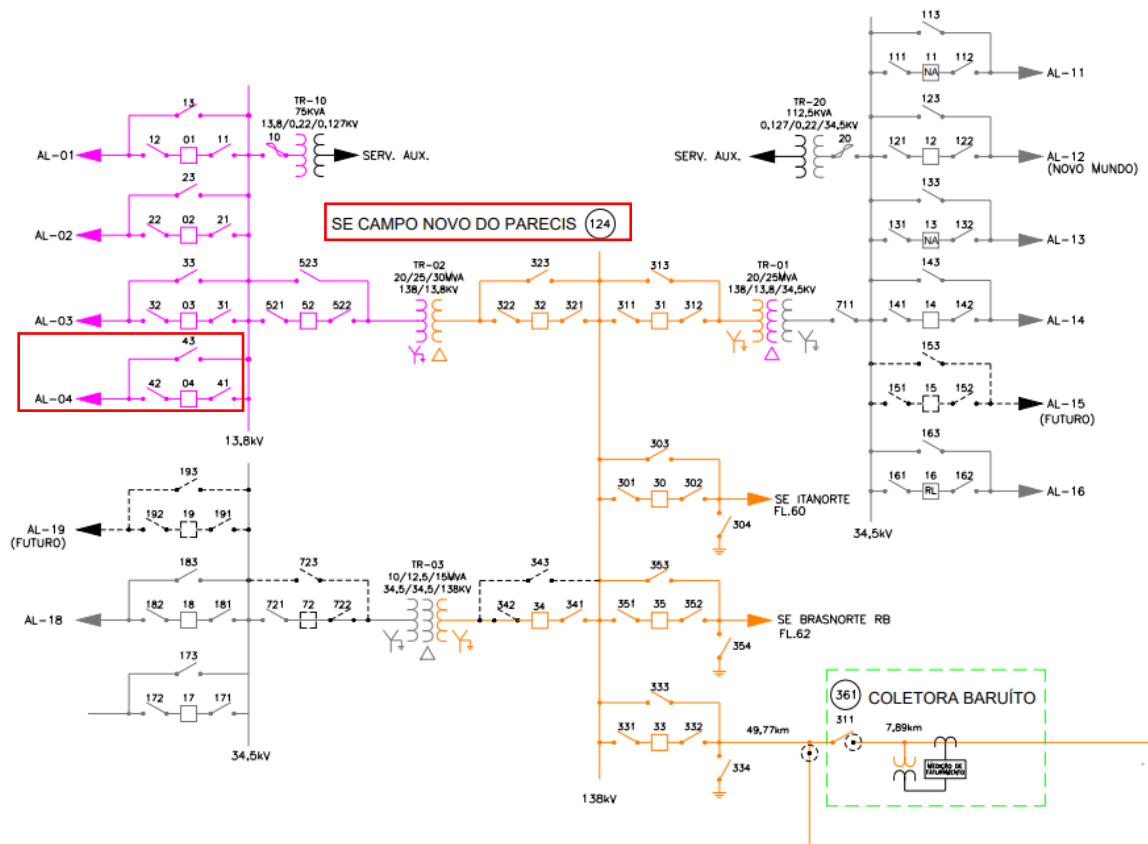 113
111
11
112
NA
AL-11
123
121
12
122
AL-12
(NOVO MUNDO)
133
131
13
132
NA
AL-13
143
711
141
14
142
AL-14
153
151
15
152
AL-15
(FUTURO)
163
161
16
162
RL
AL-16
34,5kV
TR-20
112,5KVA
0.127/0.22/34.5KV
20
SERV. AUX.
TR-10
75KVA
13,8/0.22/0.127KV
10
SERV. AUX.
13
12
01
11
AL-01
23
22
02
21
AL-02
33
32
03
31
AL-03
43
42
04
41
AL-04
13.8kV
SE CAMPO NOVO DO PARECIS
124
523
521
52
522
TR-02
20/25/30MVA
138/13,8KV
323
322
32
321
313
311
31
312
TR-01
20/25MVA
138/13,8/34,5KV
193
192
19
191
AL-19
(FUTURO)
183
182
18
181
AL-18
173
172
17
171
34,5kV
723
721
72
722
TR-03
10/12,5/15MVA
34,5/34,5/138KV
343
342
34
341
303
301
30
302
304
SE ITANORTE
FL.60
353
351
35
352
354
SE BRASNORTE RB
FL.62
333
331
33
332
334
138kV
49,77km
361
COLETORA BARUÍTO
311
7,89km
MEDIÇÃO DE
FATURAMENTO